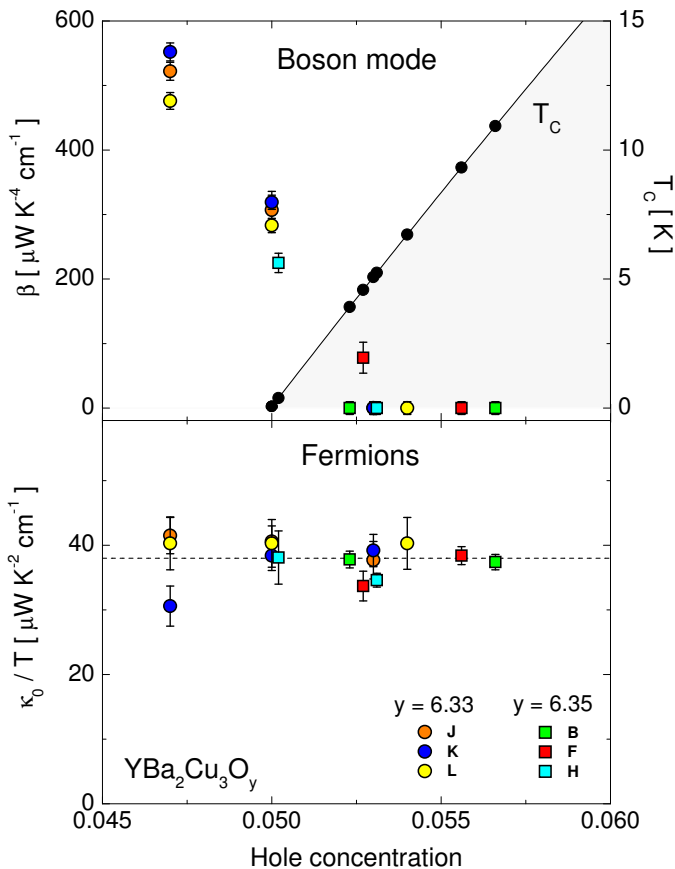 600
400
200
0
β [ μW K⁻⁴ cm⁻¹ ]
Boson mode
T_C
15
10
5
0
T_C [ K ]
Fermions
40
20
0
κ₀ / T [ μW K⁻² cm⁻¹ ]
y = 6.33 y = 6.35
J B
K F
L H
YBa₂Cu₃O_y
0.045 0.050 0.055 0.060
Hole concentration